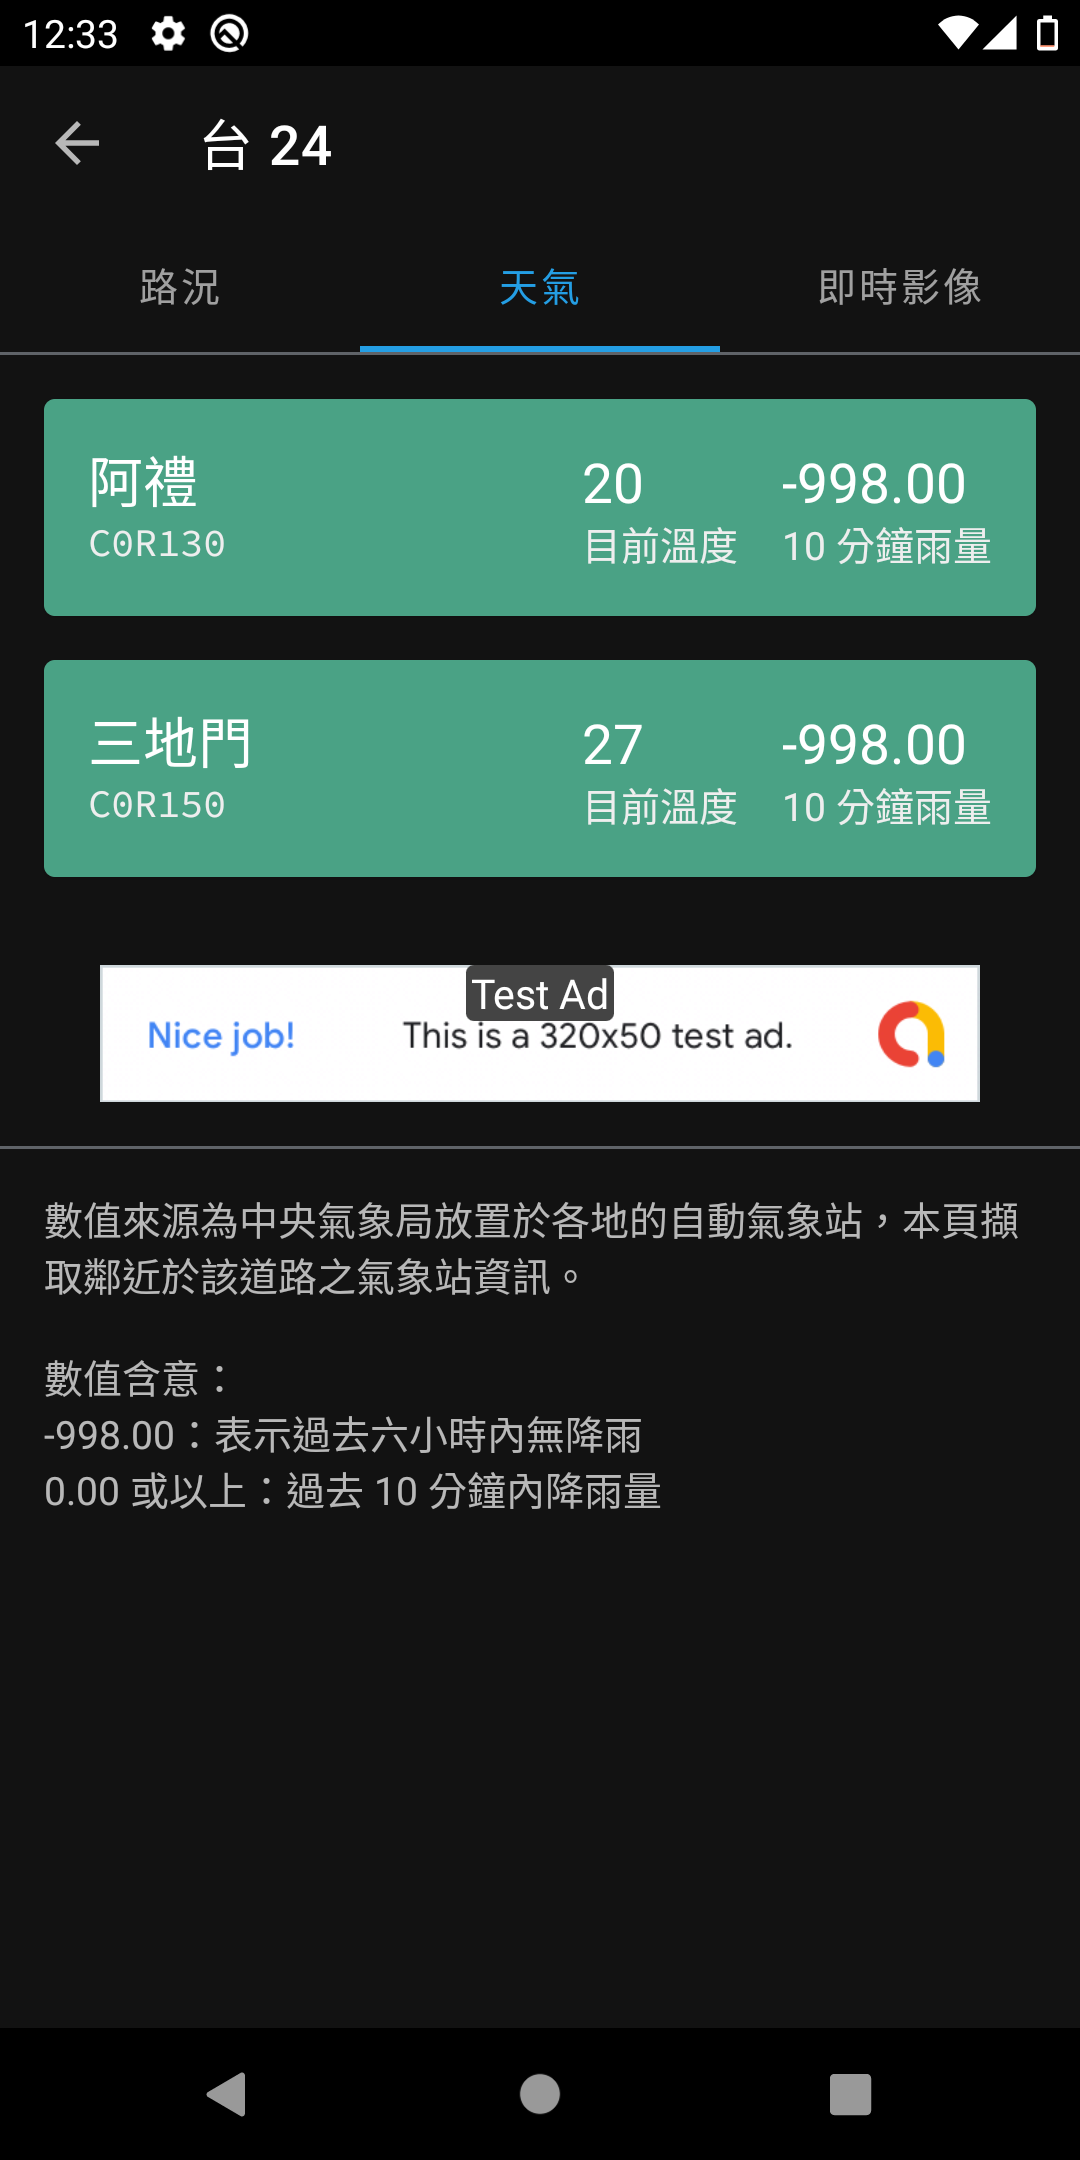 12:33
台 24
路況
天氣
即時影像
阿禮
20
-998.00
C0R130
目前溫度
10 分鐘雨量
三地門
27
-998.00
C0R150
目前溫度
10 分鐘雨量
Test Ad
Nice job!
This is a 320x50 test ad.
數值來源為中央氣象局放置於各地的自動氣象站，本頁擷
取鄰近於該道路之氣象站資訊。
數值含意：
-998.00：表示過去六小時內無降雨
0.00 或以上：過去 10 分鐘內降雨量